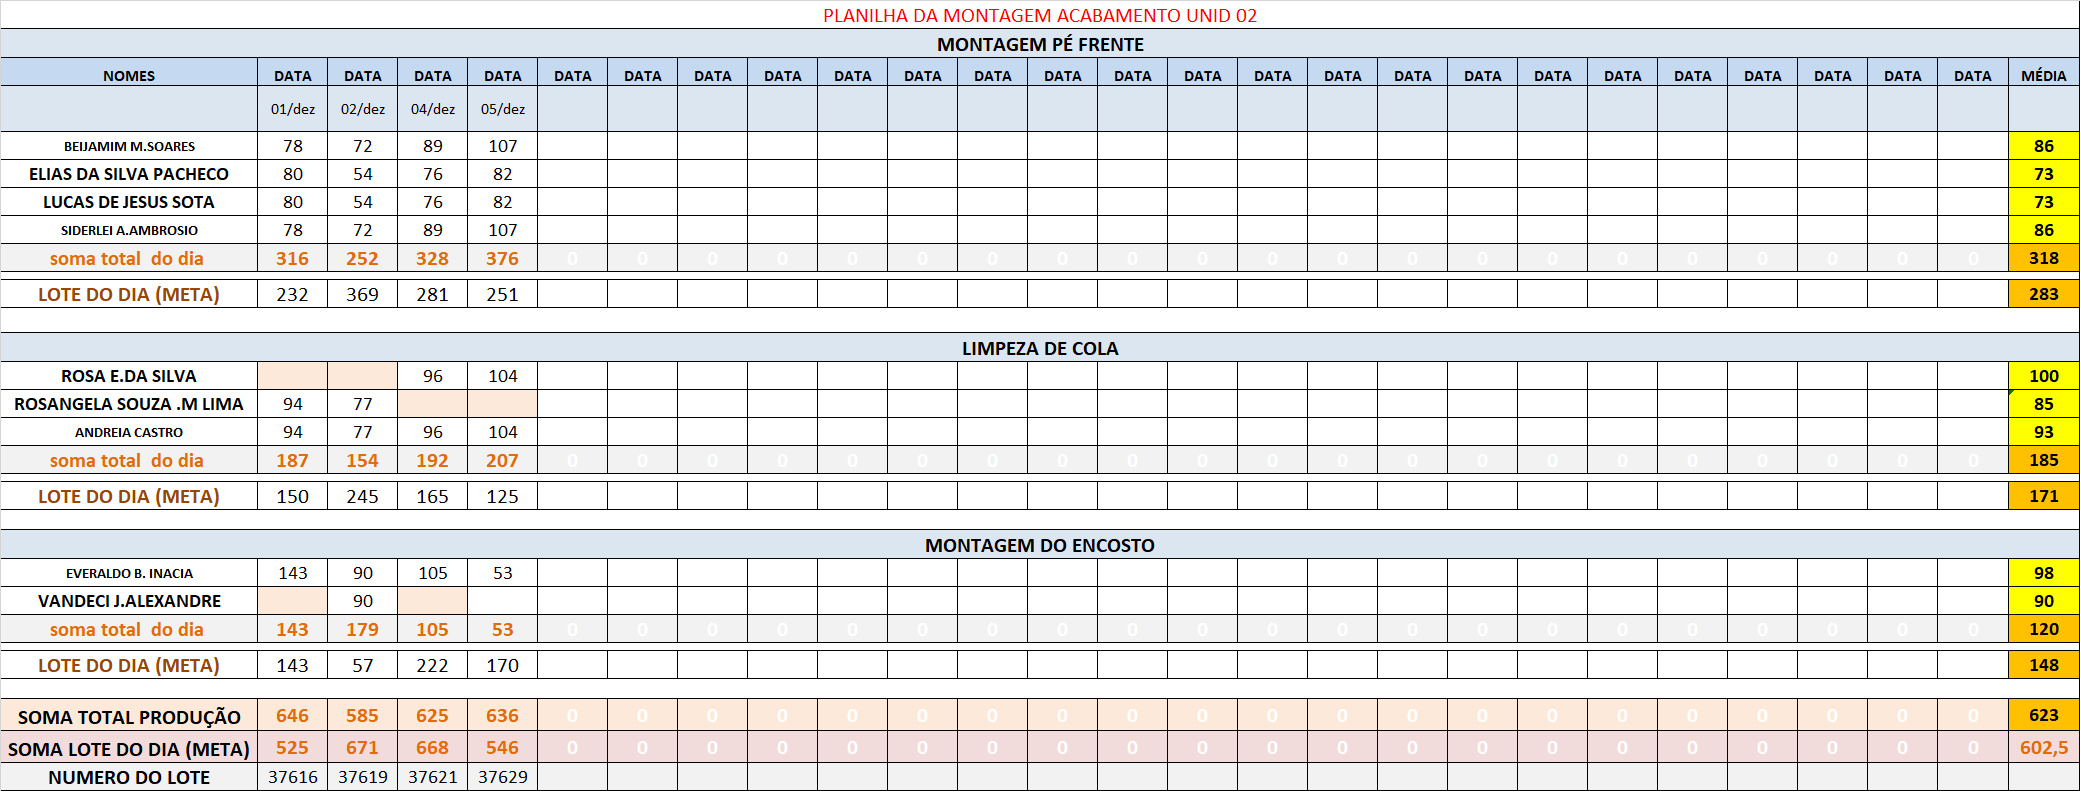 PLANILHA DA MONTAGEM ACABAMENTO UNID 02
MONTAGEM PÉ FRENTE
NOMES DATA DATA DATA DATA DATA DATA DATA DATA DATA DATA DATA DATA DATA DATA DATA DATA DATA DATA DATA DATA DATA DATA DATA DATA DATA MÉDIA
01/dez 02/dez 04/dez 05/dez
BEIJAMIM M.SOARES 78 72 89 107 86
ELIAS DA SILVA PACHECO 80 54 76 82 73
LUCAS DE JESUS SOTA 80 54 76 82 73
SIDERLEI A.AMBROSIO 78 72 89 107 86
soma total do dia 316 252 328 376 0 0 0 0 0 0 0 0 0 0 0 0 0 0 0 0 0 0 0 0 0 318
LOTE DO DIA (META) 232 369 281 251 283
LIMPEZA DE COLA
ROSA E.DA SILVA 96 104 100
ROSANGELA SOUZA .M LIMA 94 77 85
ANDREIA CASTRO 94 77 96 104 93
soma total do dia 187 154 192 207 0 0 0 0 0 0 0 0 0 0 0 0 0 0 0 0 0 0 0 0 0 185
LOTE DO DIA (META) 150 245 165 125 171
MONTAGEM DO ENCOSTO
EVERALDO B. INACIA 143 90 105 53 98
VANDECI J.ALEXANDRE 90 90
soma total do dia 143 179 105 53 0 0 0 0 0 0 0 0 0 0 0 0 0 0 0 0 0 0 0 0 0 120
LOTE DO DIA (META) 143 57 222 170 148
SOMA TOTAL PRODUÇÃO 646 585 625 636 0 0 0 0 0 0 0 0 0 0 0 0 0 0 0 0 0 0 0 0 0 623
SOMA LOTE DO DIA (META) 525 671 668 546 0 0 0 0 0 0 0 0 0 0 0 0 0 0 0 0 0 0 0 0 0 602,5
NUMERO DO LOTE 37616 37619 37621 37629